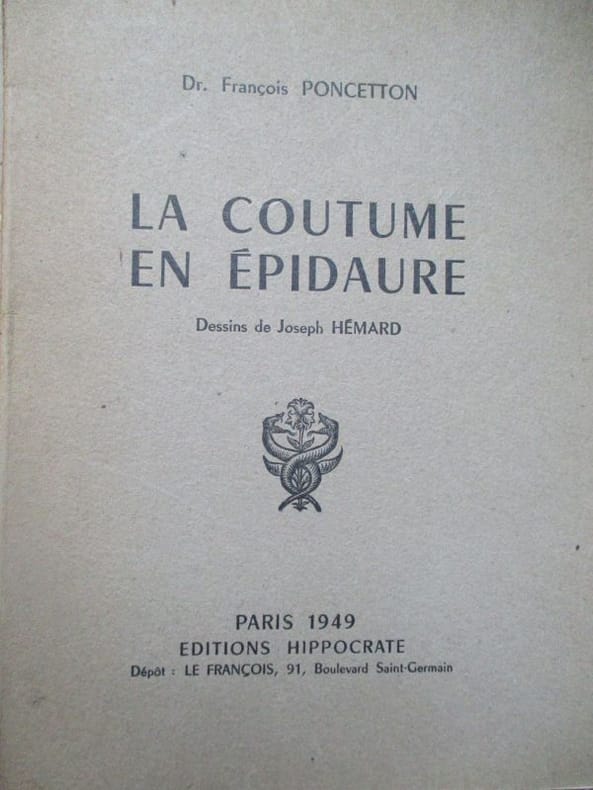 Dr. François PONCETTON
LA COUTUME
EN ÉPIDAURE
Dessins de Joseph HÉMARD
PARIS 1949
EDITIONS HIPPOCRATE
Dépôt : LE FRANÇOIS, 91, Boulevard Saint-Germain